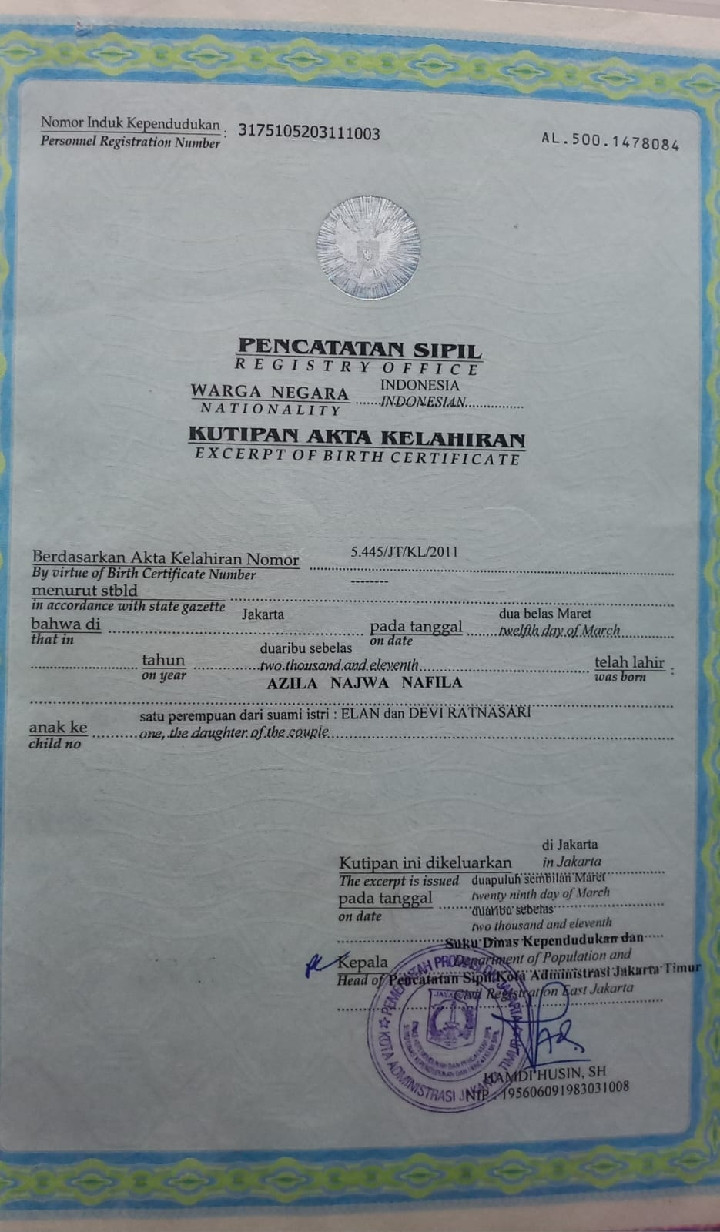 Nomor Induk Kependudukan : 3175105203111003
Personnel Registration Number
AL.500.1478084
PENCATATAN SIPIL
REGISTRY OFFICE
WARGA NEGARA INDONESIA
NATIONALITY INDONESIAN
KUTIPAN AKTA KELAHIRAN
EXCERPT OF BIRTH CERTIFICATE
Berdasarkan Akta Kelahiran Nomor 5.445/JT/KL/2011
By virtue of Birth Certificate Number
menurut stbld --------
in accordance with state gazette
bahwa di Jakarta pada tanggal dua belas Maret
that in on date twelfth day of March
tahun duaribu sebelas telah lahir :
on year two thousand and eleventh was born
AZILA NAJWA NAFILA
anak ke satu perempuan dari suami istri : ELAN dan DEVI RATNASARI
child no one, the daughter of the couple
Kutipan ini dikeluarkan di Jakarta
The excerpt is issued in Jakarta
pada tanggal duapuluh sembilan Maret
on date twenty ninth day of March
duaribu sebelas
two thousand and eleventh
Kepala Suku Dinas Kependudukan dan
Head of Department of Population and
Pencatatan Sipil Kota Administrasi Jakarta Timur
Civil Registration East Jakarta
KOTA ADMINISTRASI JAKARTA TIMUR
HAMDI HUSIN, SH
NIP. 195606091983031008